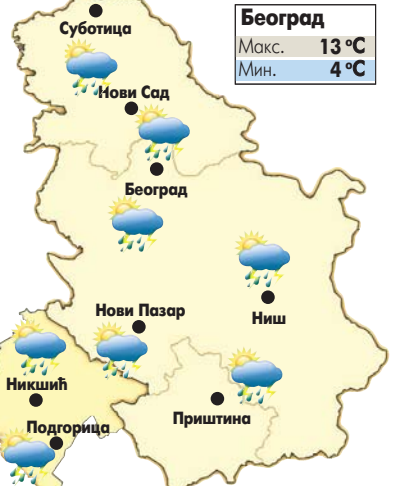 Београд
Макс. 13 °C
Мин. 4 °C
Суботица
Нови Сад
Београд
Нови Пазар
Ниш
Никшић
Приштина
Подгорица